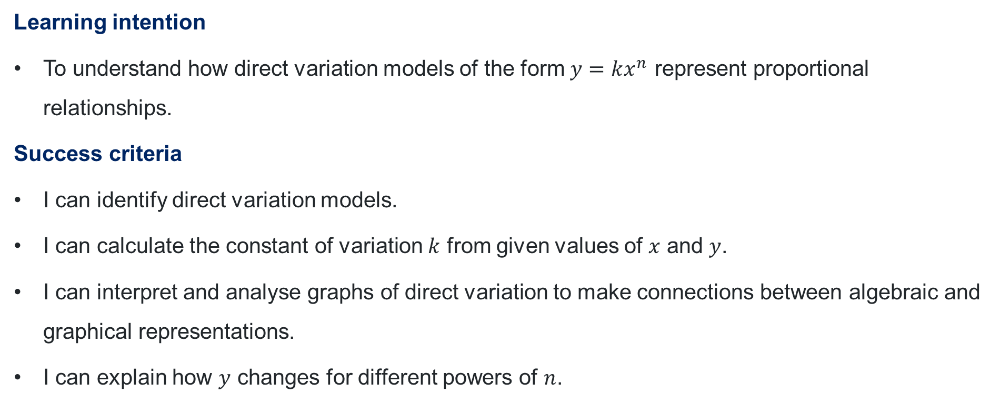 Learning intention
• To understand how direct variation models of the form y = kxⁿ represent proportional
relationships.
Success criteria
• I can identify direct variation models.
• I can calculate the constant of variation k from given values of x and y.
• I can interpret and analyse graphs of direct variation to make connections between algebraic and
graphical representations.
• I can explain how y changes for different powers of n.